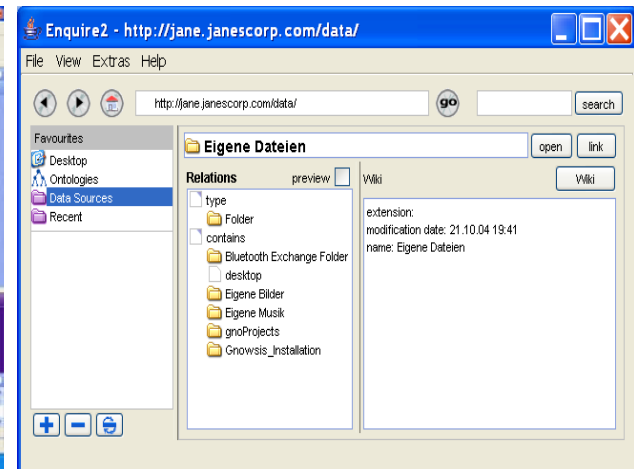 Enquire2 - http://jane.janescorp.com/data/
File View Extras Help
http://jane.janescorp.com/data/ go search
Favourites
Desktop
Ontologies
Data Sources
Recent
Eigene Dateien open link
Relations preview
type
Folder
contains
Bluetooth Exchange Folder
desktop
Eigene Bilder
Eigene Musik
gnoProjects
Gnowsis_Installation
Wiki Wiki
extension:
modification date: 21.10.04 19:41
name: Eigene Dateien